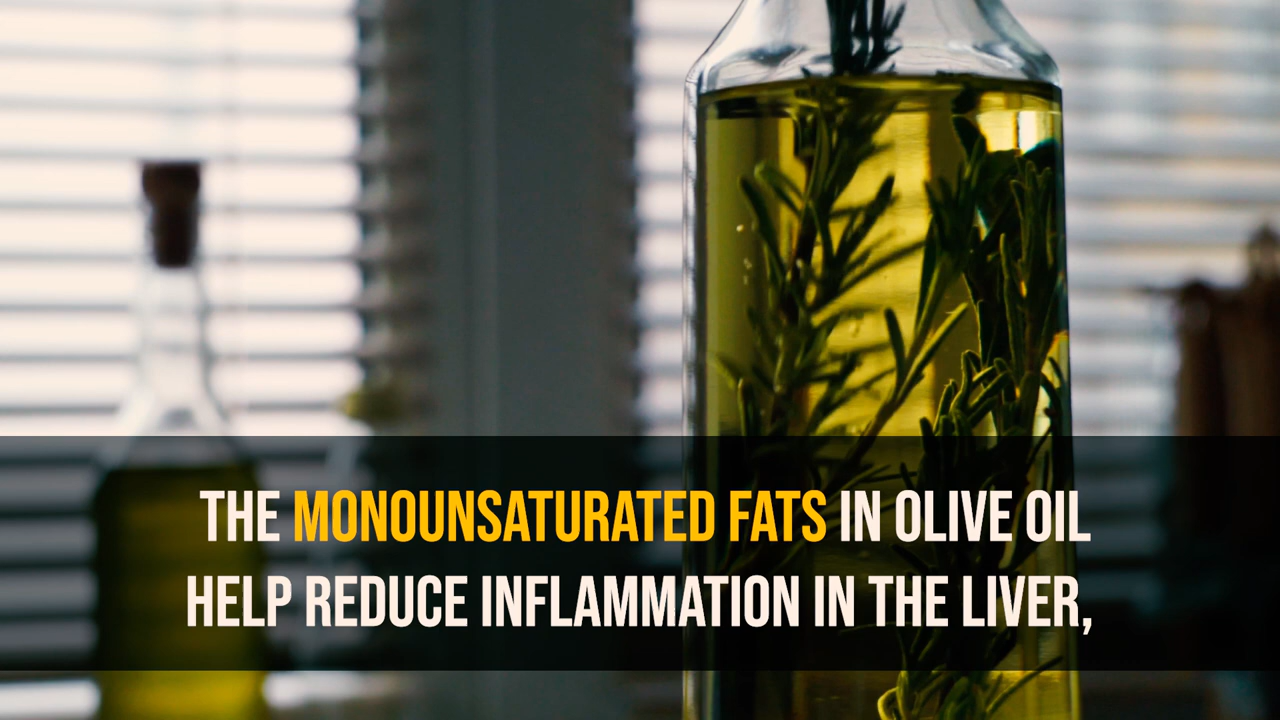 THE MONOUNSATURATED FATS IN OLIVE OIL
HELP REDUCE INFLAMMATION IN THE LIVER,